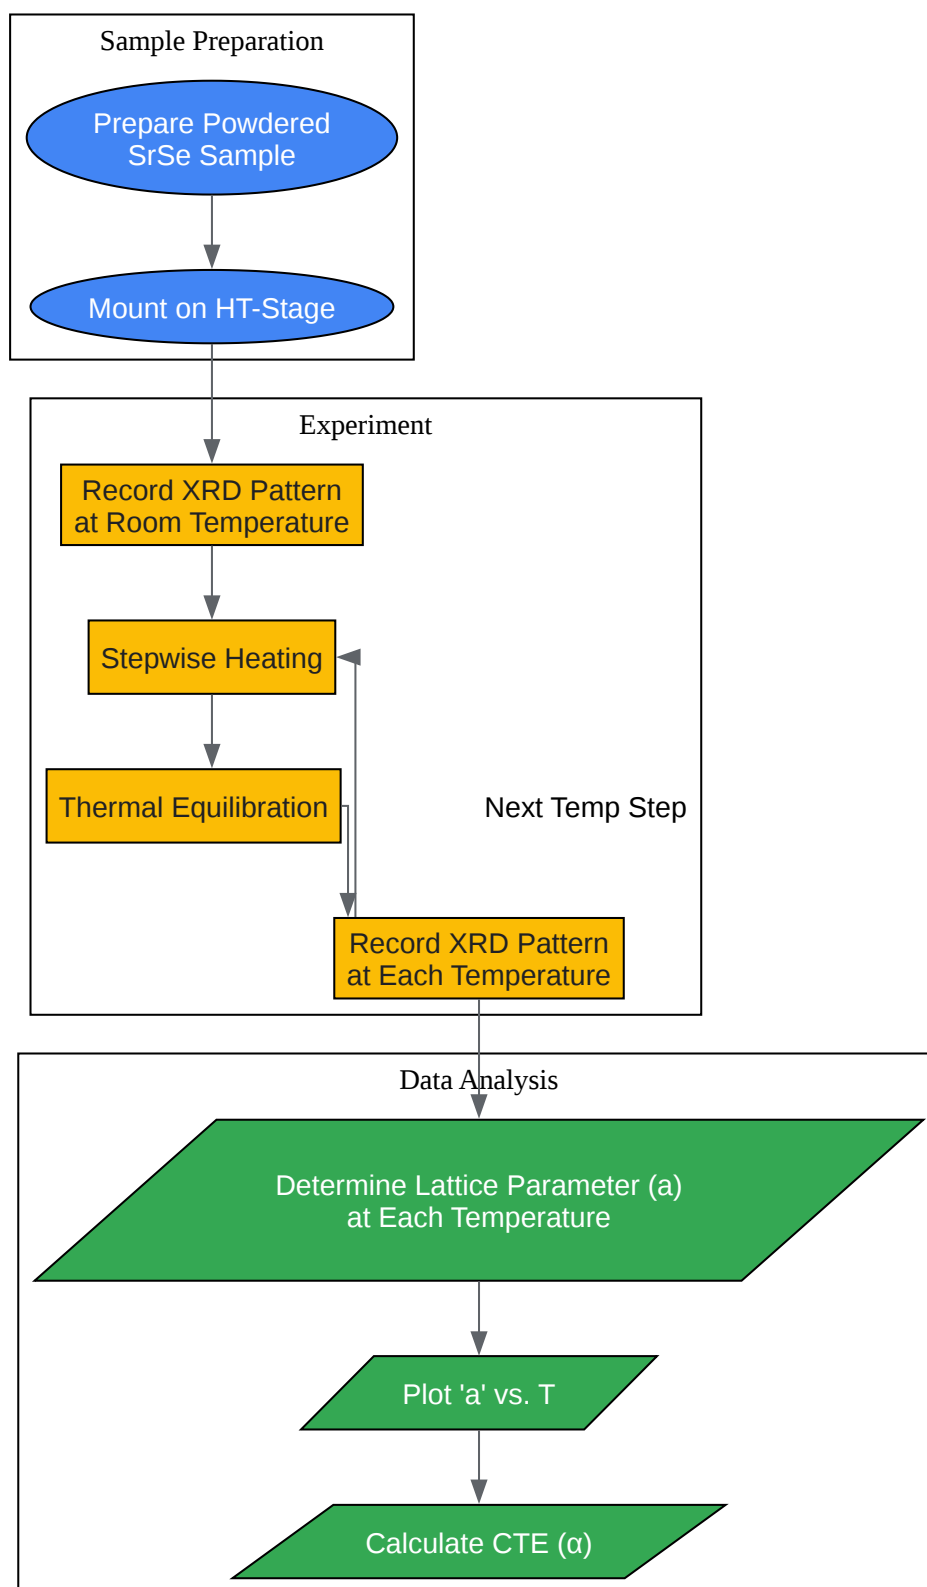 Sample Preparation
Prepare Powdered
SrSe Sample
Mount on HT-Stage
Experiment
Record XRD Pattern
at Room Temperature
Stepwise Heating
Thermal Equilibration
Next Temp Step
Record XRD Pattern
at Each Temperature
Data Analysis
Determine Lattice Parameter (a)
at Each Temperature
Plot 'a' vs. T
Calculate CTE (α)